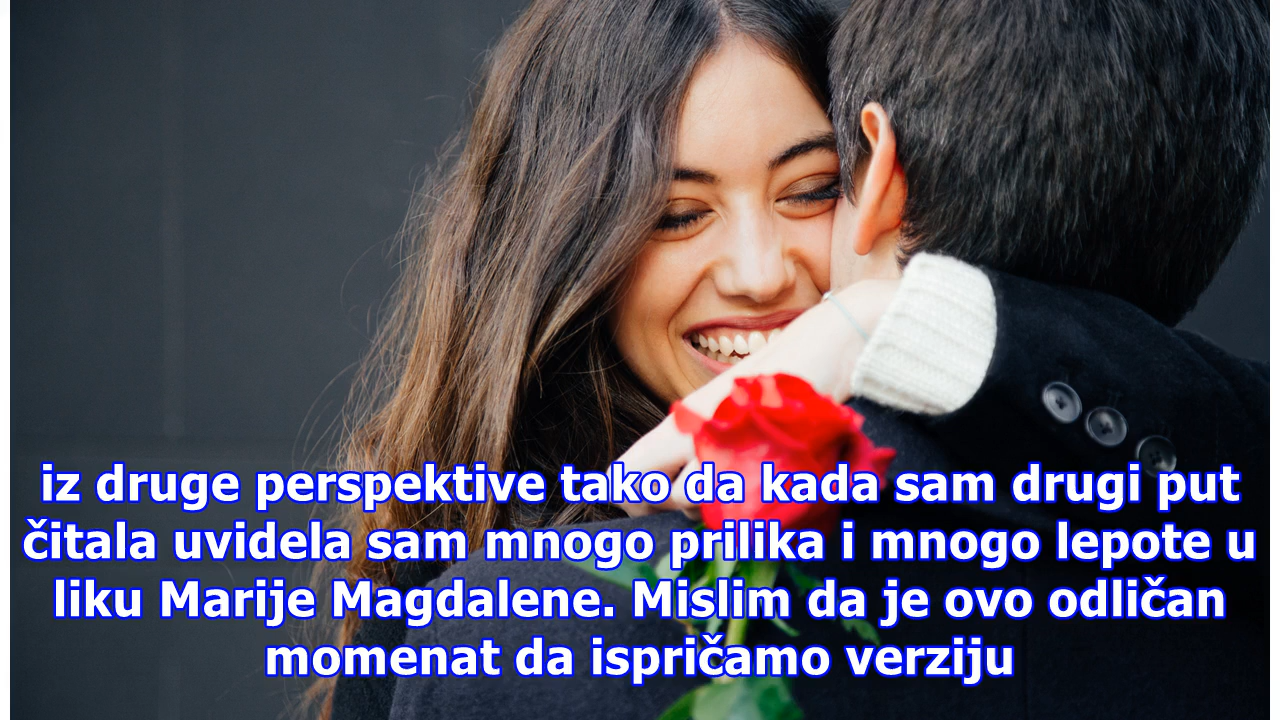 iz druge perspektive tako da kada sam drugi put
čitala uvidela sam mnogo prilika i mnogo lepote u
liku Marije Magdalene. Mislim da je ovo odličan
momenat da ispričamo verziju